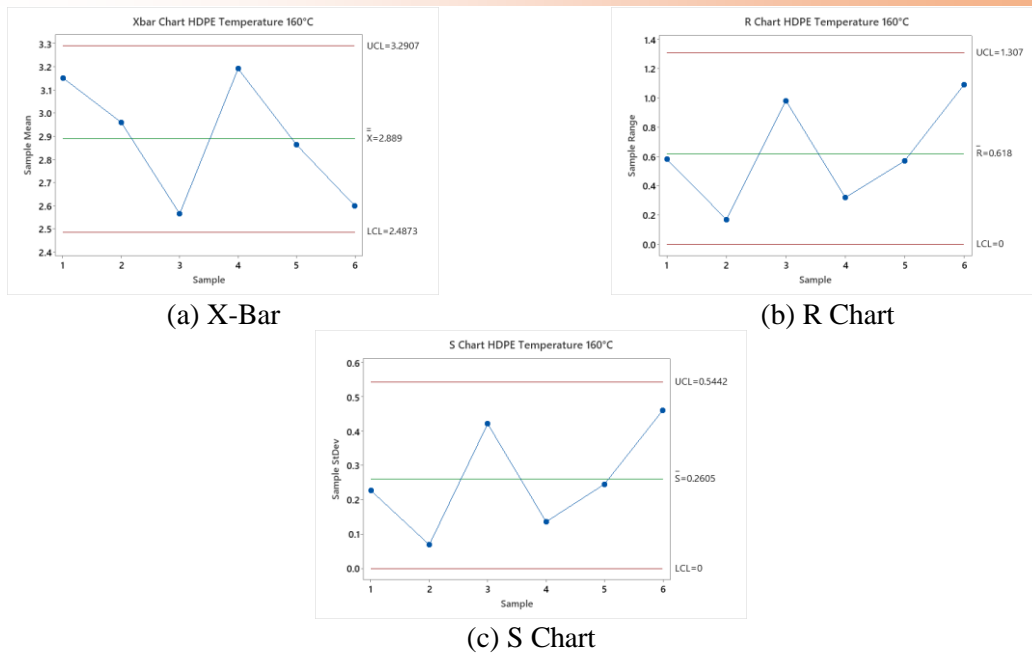 Xbar Chart HDPE Temperature 160°C
3.3
3.2
3.1
3.0
2.9
2.8
2.7
2.6
2.5
2.4
Sample Mean
1 2 3 4 5 6
Sample
UCL=3.2907
X̿=2.889
LCL=2.4873
(a) X-Bar
R Chart HDPE Temperature 160°C
1.4
1.2
1.0
0.8
0.6
0.4
0.2
0.0
Sample Range
1 2 3 4 5 6
Sample
UCL=1.307
R̄=0.618
LCL=0
(b) R Chart
S Chart HDPE Temperature 160°C
0.6
0.5
0.4
0.3
0.2
0.1
0.0
Sample StDev
1 2 3 4 5 6
Sample
UCL=0.5442
S̄=0.2605
LCL=0
(c) S Chart